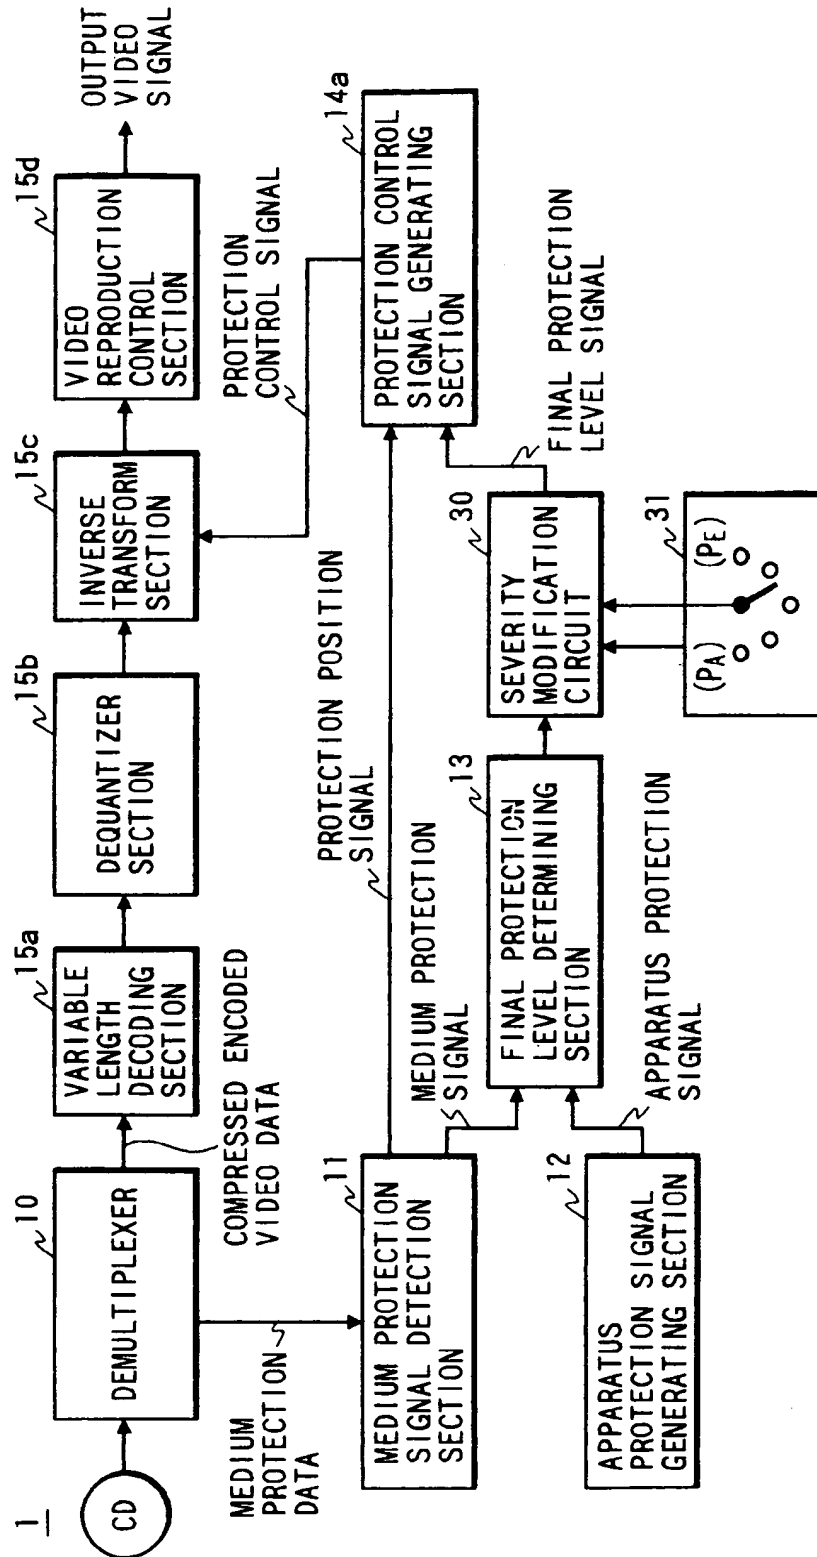 1
CD
10
DEMULTIPLEXER
COMPRESSED ENCODED
VIDEO DATA
15a
VARIABLE
LENGTH
DECODING
SECTION
15b
DEQUANTIZER
SECTION
15c
INVERSE
TRANSFORM
SECTION
15d
VIDEO
REPRODUCTION
CONTROL
SECTION
OUTPUT
VIDEO
SIGNAL
MEDIUM
PROTECTION
DATA
PROTECTION
CONTROL SIGNAL
11
MEDIUM PROTECTION
SIGNAL DETECTION
SECTION
PROTECTION POSITION
SIGNAL
14a
PROTECTION CONTROL
SIGNAL GENERATING
SECTION
MEDIUM PROTECTION
SIGNAL
13
FINAL PROTECTION
LEVEL DETERMINING
SECTION
30
SEVERITY
MODIFICATION
CIRCUIT
FINAL PROTECTION
LEVEL SIGNAL
12
APPARATUS
PROTECTION SIGNAL
GENERATING SECTION
APPARATUS PROTECTION
SIGNAL
31
(PA)
(PE)